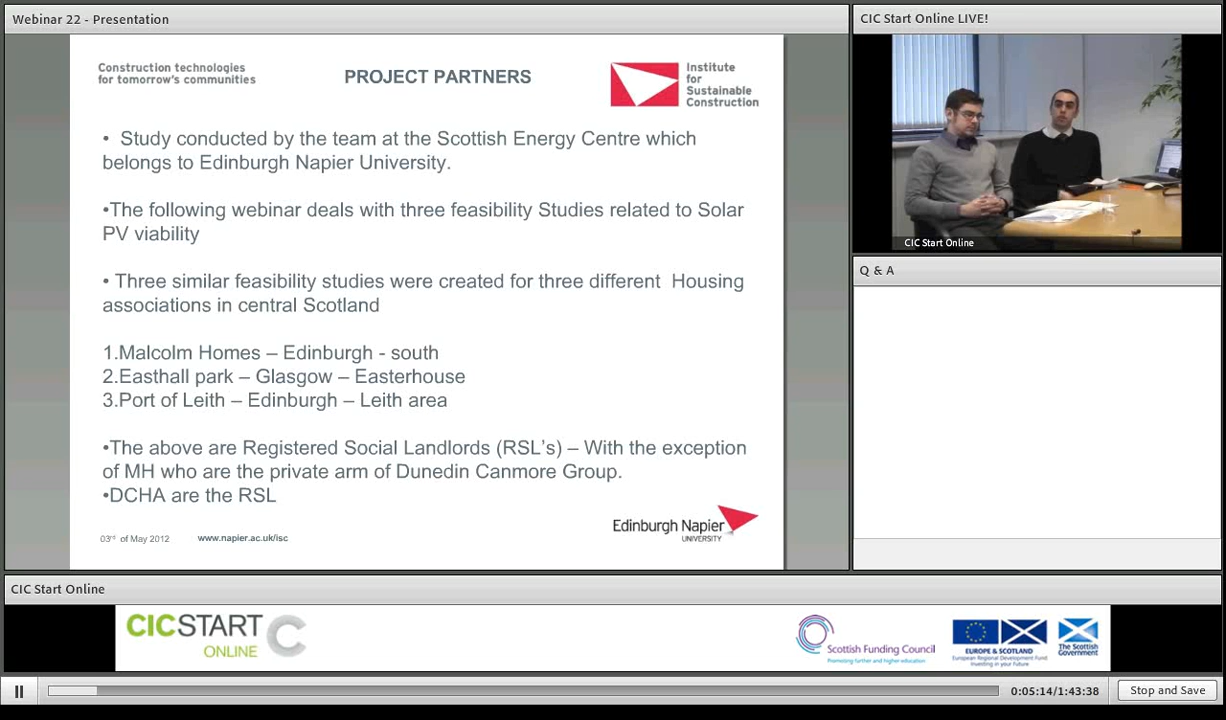 Webinar 22 - Presentation
Construction technologies
for tomorrow's communities
PROJECT PARTNERS
Institute
for
Sustainable
Construction
• Study conducted by the team at the Scottish Energy Centre which
belongs to Edinburgh Napier University.
•The following webinar deals with three feasibility Studies related to Solar
PV viability
• Three similar feasibility studies were created for three different Housing
associations in central Scotland
1.Malcolm Homes – Edinburgh - south
2.Easthall park – Glasgow – Easterhouse
3.Port of Leith – Edinburgh – Leith area
•The above are Registered Social Landlords (RSL's) – With the exception
of MH who are the private arm of Dunedin Canmore Group.
•DCHA are the RSL
03rd of May 2012
www.napier.ac.uk/isc
Edinburgh Napier
UNIVERSITY
CIC Start Online LIVE!
CIC Start Online
Q & A
CIC Start Online
CICSTART
ONLINE
Scottish Funding Council
Promoting further and higher education
EUROPE & SCOTLAND
European Regional Development Fund
Investing in your Future
The Scottish
Government
0:05:14/1:43:38
Stop and Save